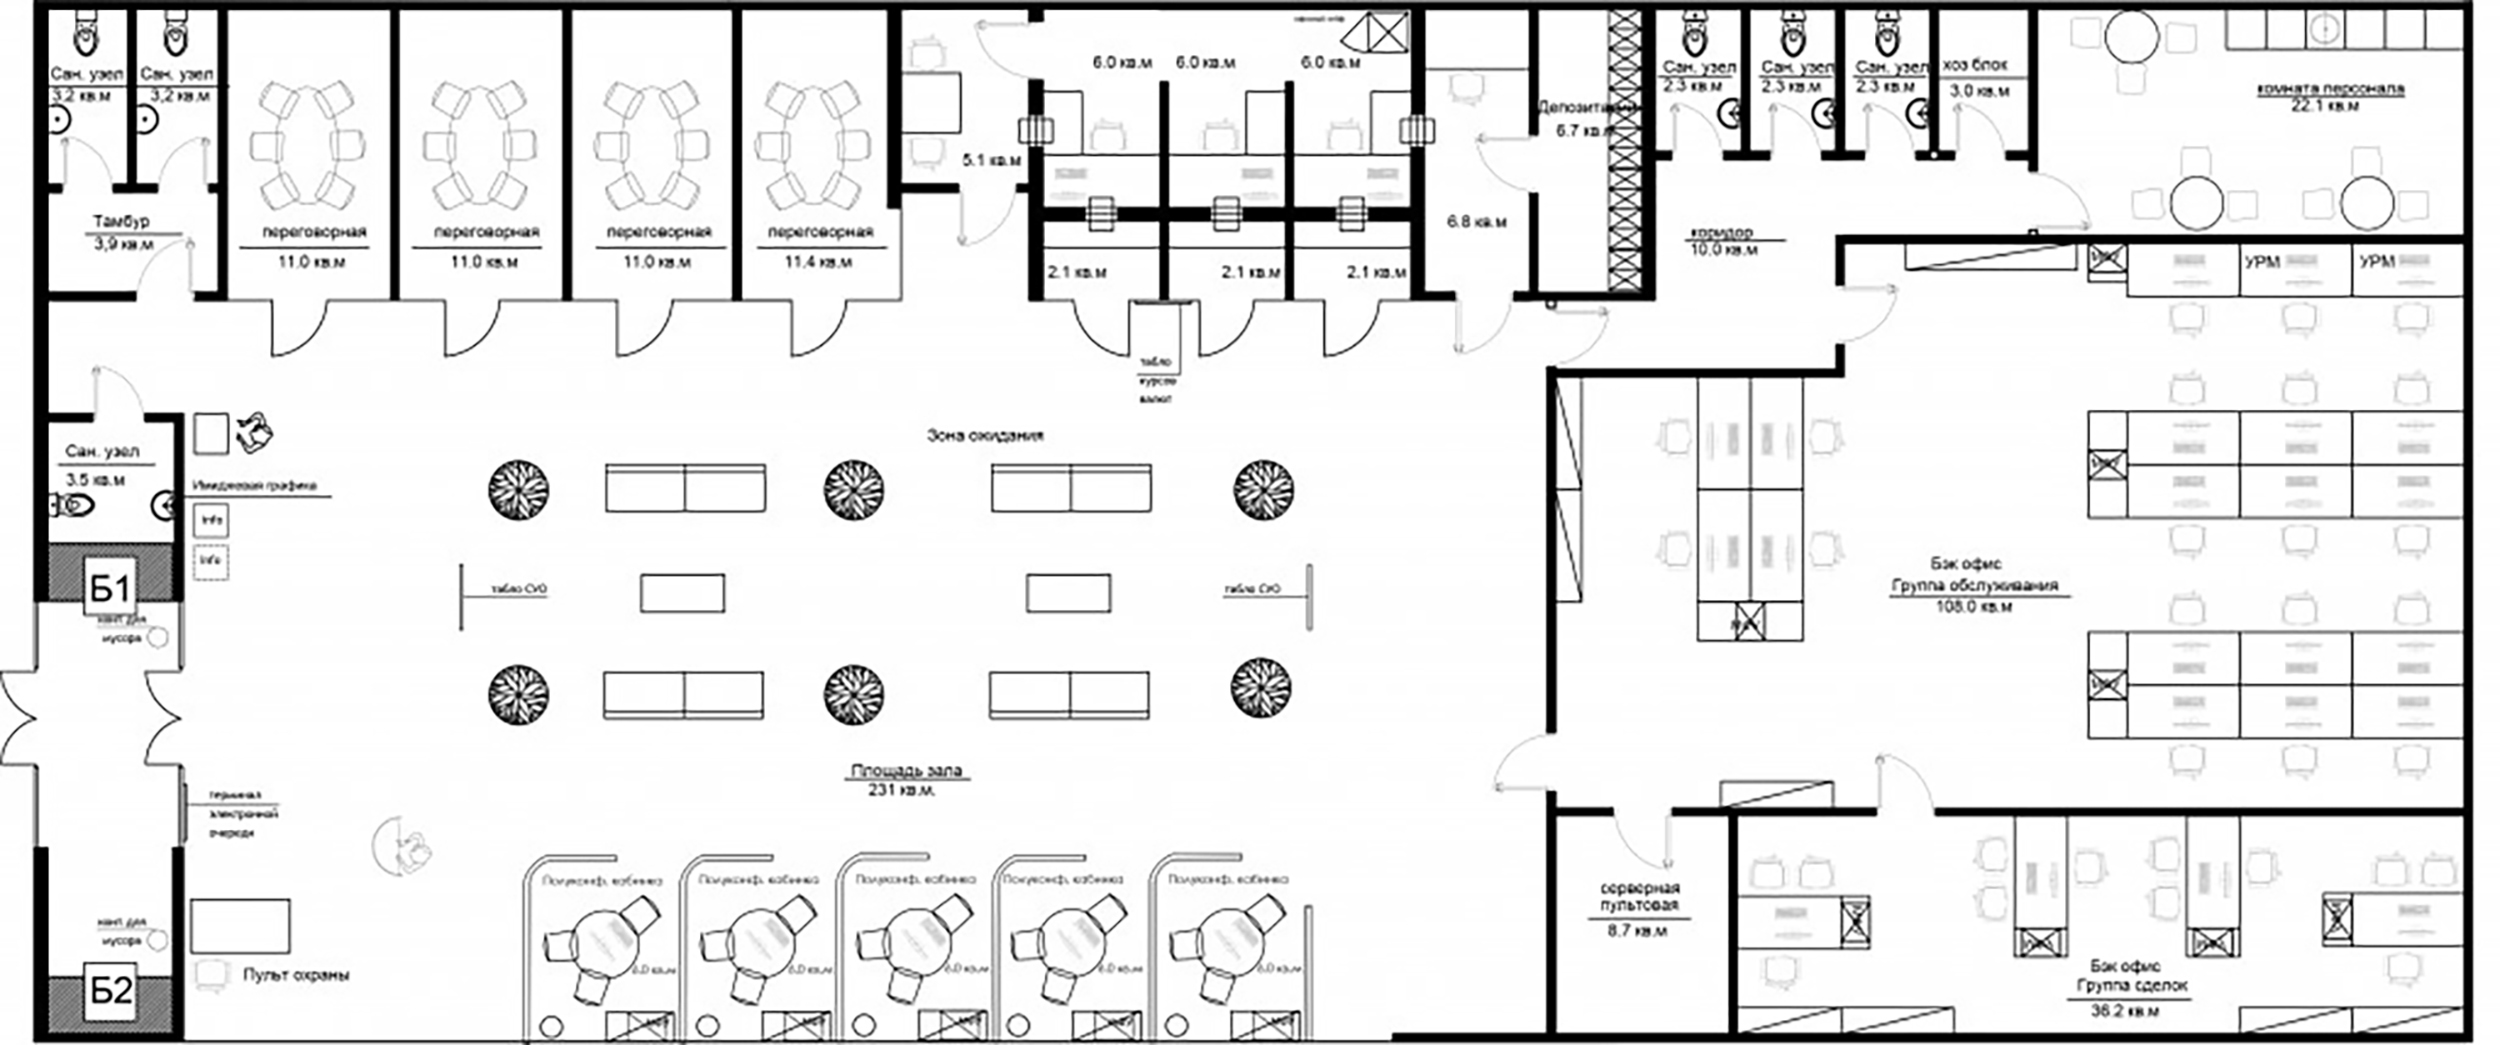 Сан. узел
3.2 кв.м
Сан. узел
3,2 кв.м
Тамбур
3,9 кв.м
переговорная
11.0 кв.м
переговорная
11.0 кв.м
переговорная
11.0 кв.м
переговорная
11.4 кв.м
5.1 кв.м
6.0 кв.м
6.0 кв.м
6.0 кв.м
2.1 кв.м
2.1 кв.м
2.1 кв.м
6.8 кв.м
6.7 кв.м
Сан. узел
2.3 кв.м
Сан. узел
2.3 кв.м
Сан. узел
2.3 кв.м
хоз блок
3.0 кв.м
комната персонала
22.1 кв.м
коридор
10.0 кв.м
УРМ
УРМ
табло
курсов
валют
Зона ожидания
Сан. узел
3.5 кв.м
Имиджевая графика
Info
Info
Б1
конт. для
мусора
табло СУО
табло СУО
Бэк офис
Группа обслуживания
108.0 кв.м
Площадь зала
231 кв.м.
терминал
электронной
очереди
Полуконф. кабинка
Полуконф. кабинка
Полуконф. кабинка
Полуконф. кабинка
Полуконф. кабинка
6.0 кв.м
6.0 кв.м
6.0 кв.м
6.0 кв.м
6.0 кв.м
серверная
пультовая
8.7 кв.м
конт. для
мусора
Б2
Пульт охраны
Бэк офис
Группа сделок
36.2 кв.м